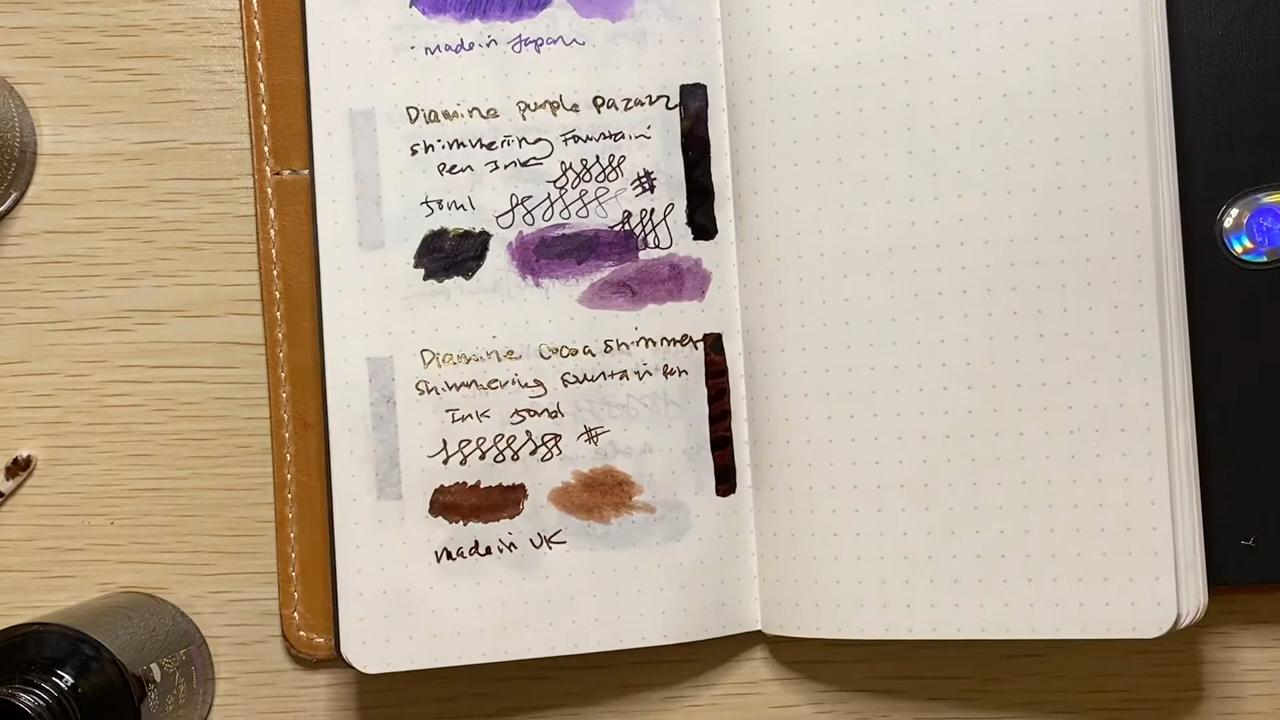 · made in Japan
Diamine purple Pazazz
shimmering Fountain
Pen Ink
50ml
#
Diamine Cocoa shimmer
shimmering fountain Pen
Ink 50ml
#
made in UK